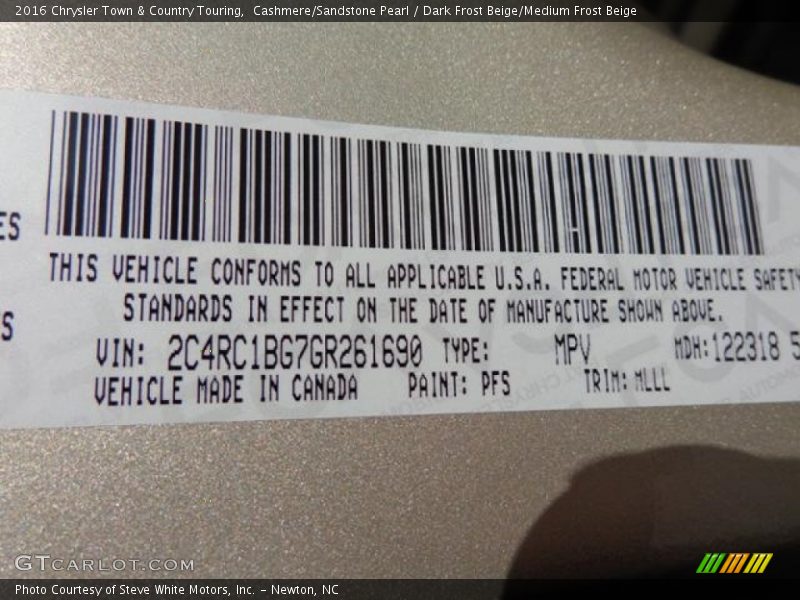 2016 Chrysler Town & Country Touring,  Cashmere/Sandstone Pearl / Dark Frost Beige/Medium Frost Beige
ES
S
THIS VEHICLE CONFORMS TO ALL APPLICABLE U.S.A. FEDERAL MOTOR VEHICLE SAFETY
STANDARDS IN EFFECT ON THE DATE OF MANUFACTURE SHOWN ABOVE.
VIN: 2C4RC1BG7GR261690 TYPE: MPV MDH:122318 5
VEHICLE MADE IN CANADA PAINT: PFS TRIM: MLLL
GTCARLOT.COM
Photo Courtesy of Steve White Motors, Inc. – Newton, NC